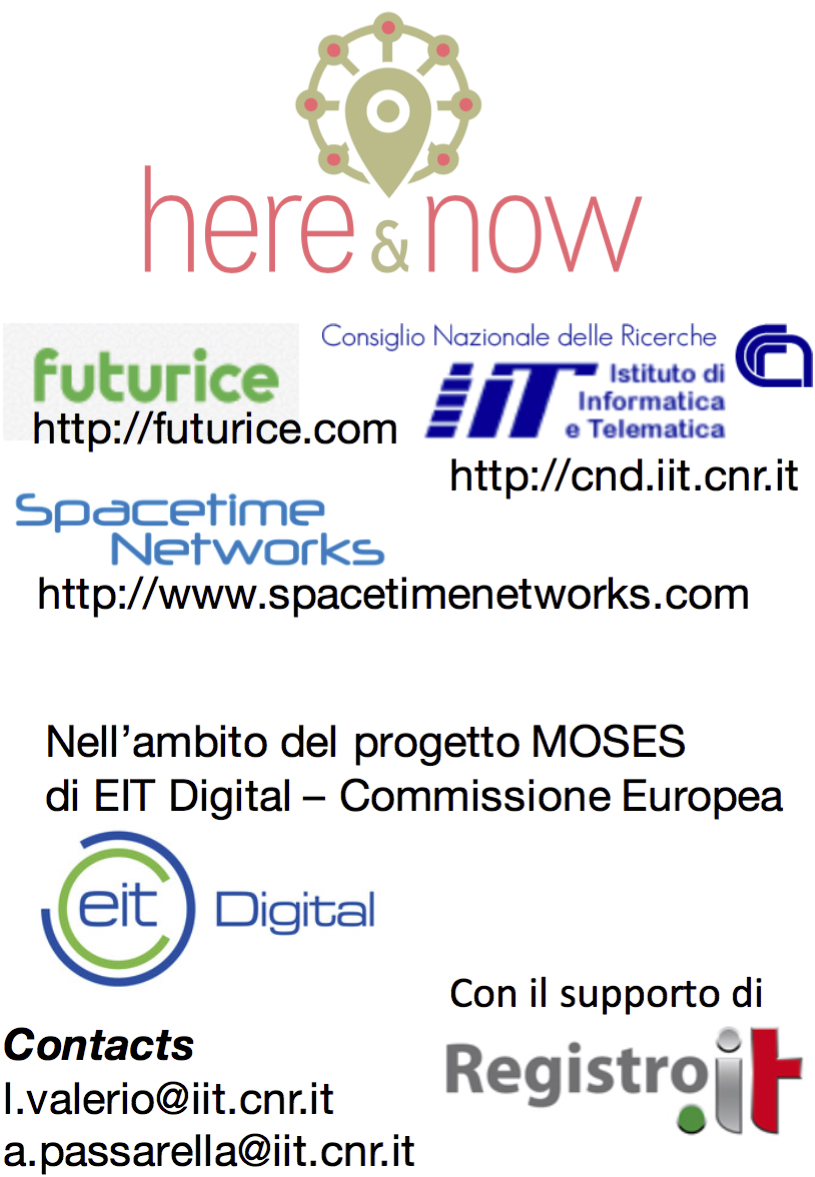 here & now
futurice
http://futurice.com
Consiglio Nazionale delle Ricerche
IIT Istituto di
Informatica
e Telematica
http://cnd.iit.cnr.it
Spacetime
Networks
http://www.spacetimenetworks.com
Nell’ambito del progetto MOSES
di EIT Digital – Commissione Europea
eit Digital
Con il supporto di
Registro.it
Contacts
l.valerio@iit.cnr.it
a.passarella@iit.cnr.it